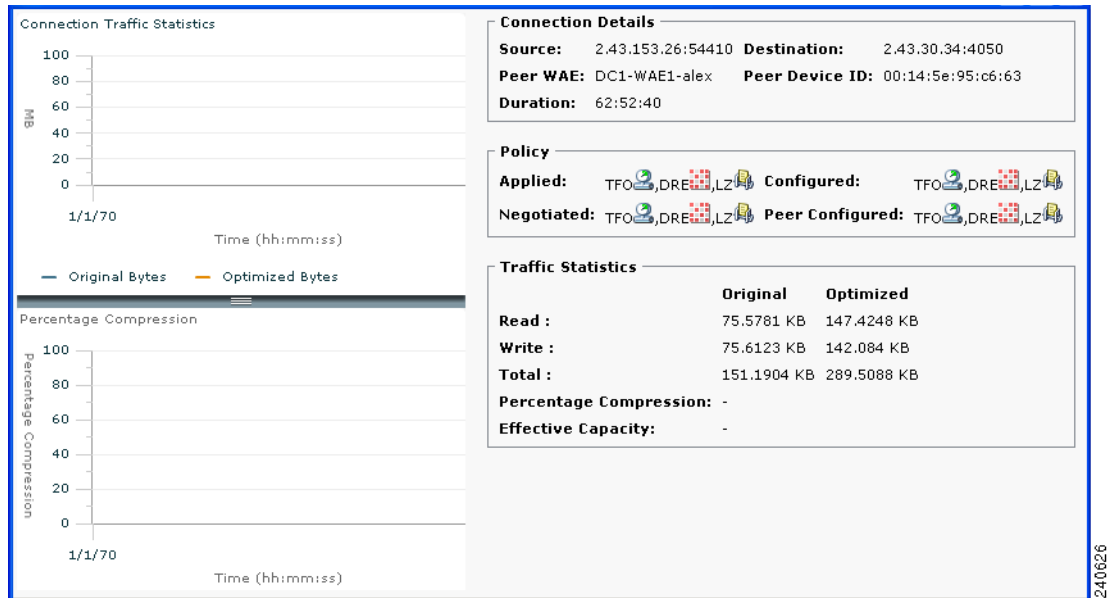 Connection Traffic Statistics
100
80
60
40
20
0
MB
1/1/70
Time (hh:mm:ss)
Original Bytes
Optimized Bytes
Percentage Compression
100
80
60
40
20
0
Percentage Compression
1/1/70
Time (hh:mm:ss)
Connection Details
Source: 2.43.153.26:54410 Destination: 2.43.30.34:4050
Peer WAE: DC1-WAE1-alex Peer Device ID: 00:14:5e:95:c6:63
Duration: 62:52:40
Policy
Applied: TFO,DRE,LZ Configured: TFO,DRE,LZ
Negotiated: TFO,DRE,LZ Peer Configured: TFO,DRE,LZ
Traffic Statistics
Original Optimized
Read : 75.5781 KB 147.4248 KB
Write : 75.6123 KB 142.084 KB
Total : 151.1904 KB 289.5088 KB
Percentage Compression: -
Effective Capacity: -
240626